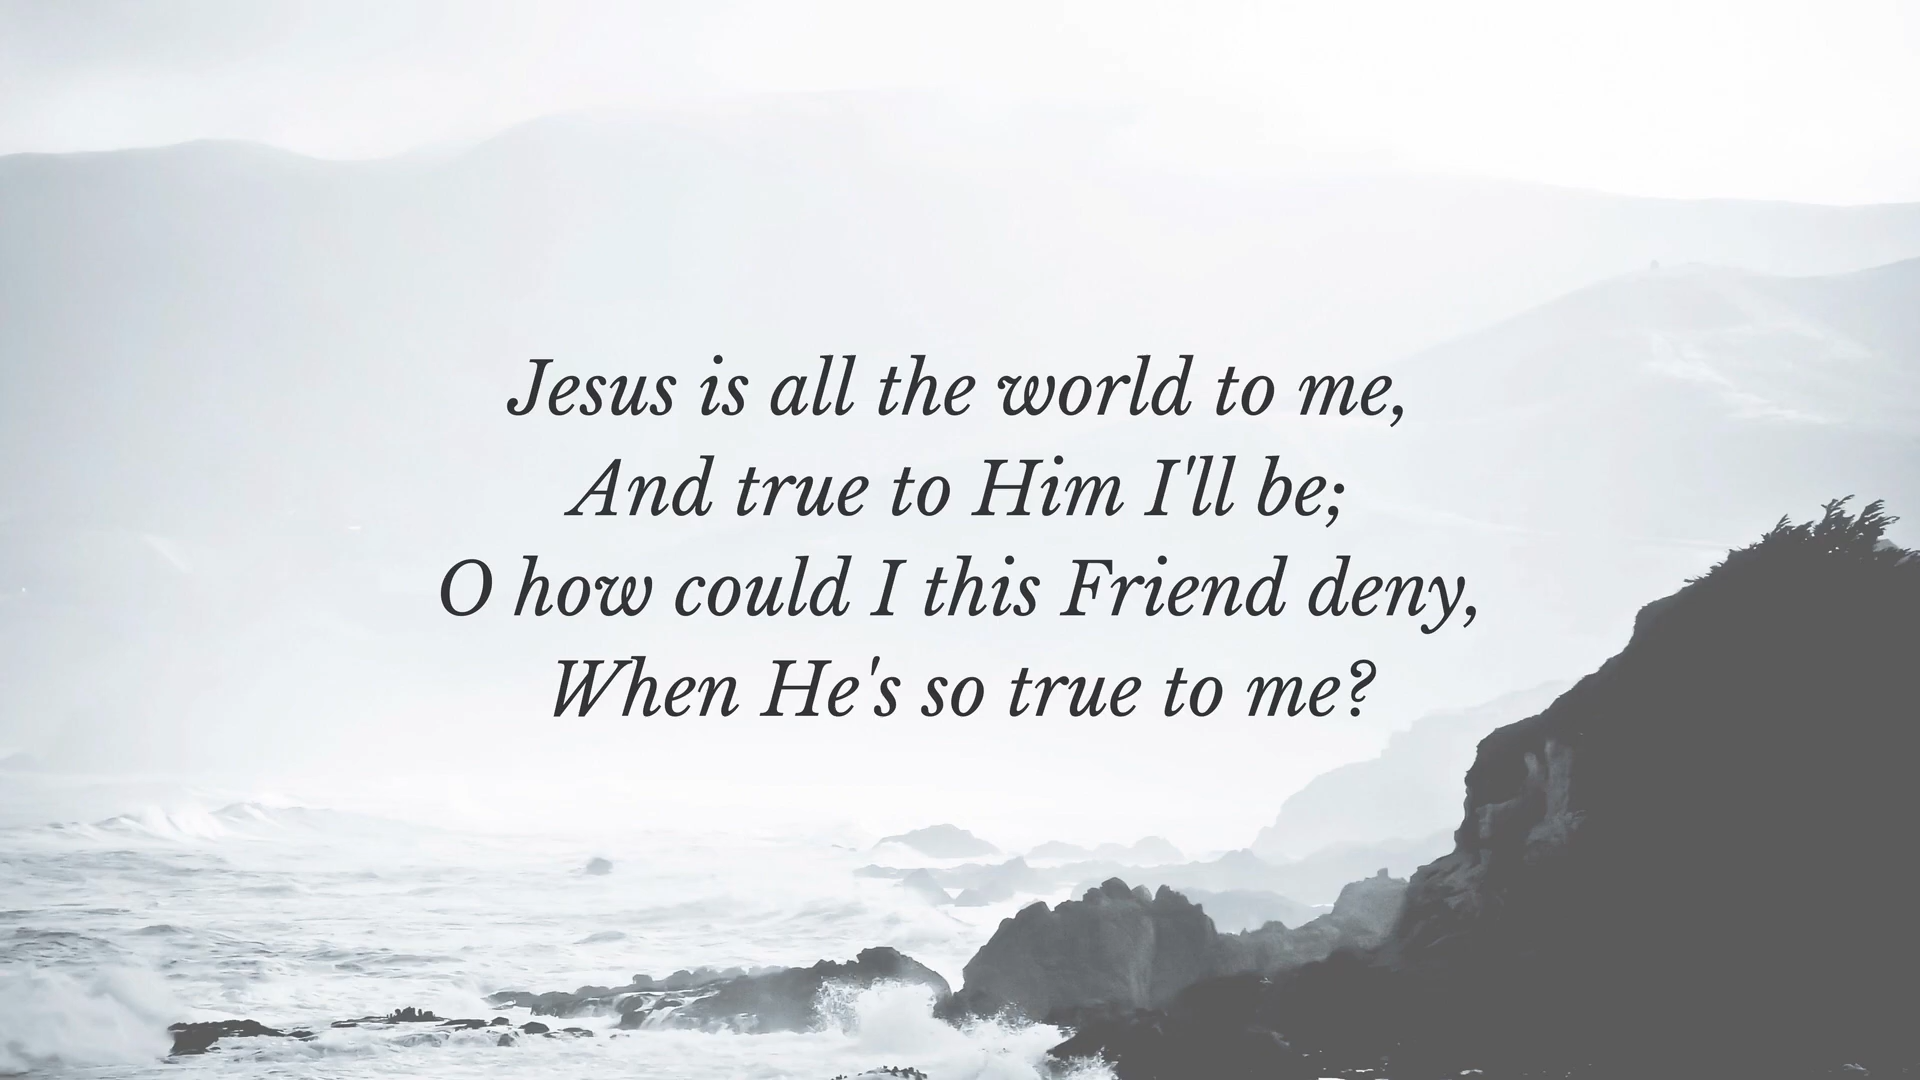 Jesus is all the world to me,
And true to Him I'll be;
O how could I this Friend deny,
When He's so true to me?